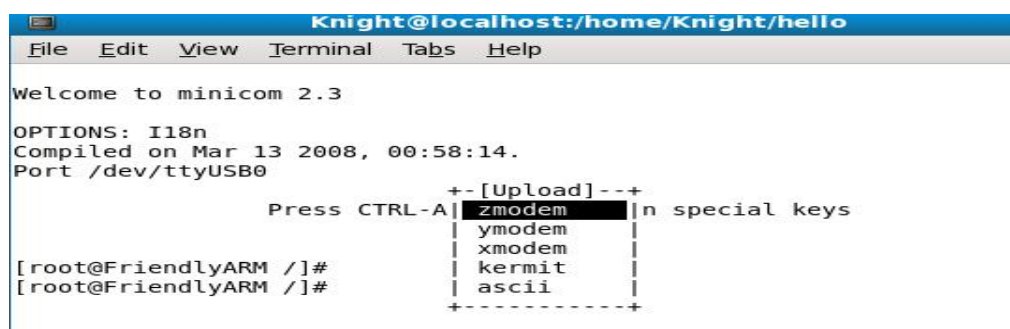 Knight@localhost:/home/Knight/hello
File Edit View Terminal Tabs Help
Welcome to minicom 2.3
OPTIONS: I18n
Compiled on Mar 13 2008, 00:58:14.
Port /dev/ttyUSB0
+-[Upload]--+
Press CTRL-A| zmodem |n special keys
| ymodem |
| xmodem |
[root@FriendlyARM /]# | kermit |
[root@FriendlyARM /]# | ascii |
+-----------+